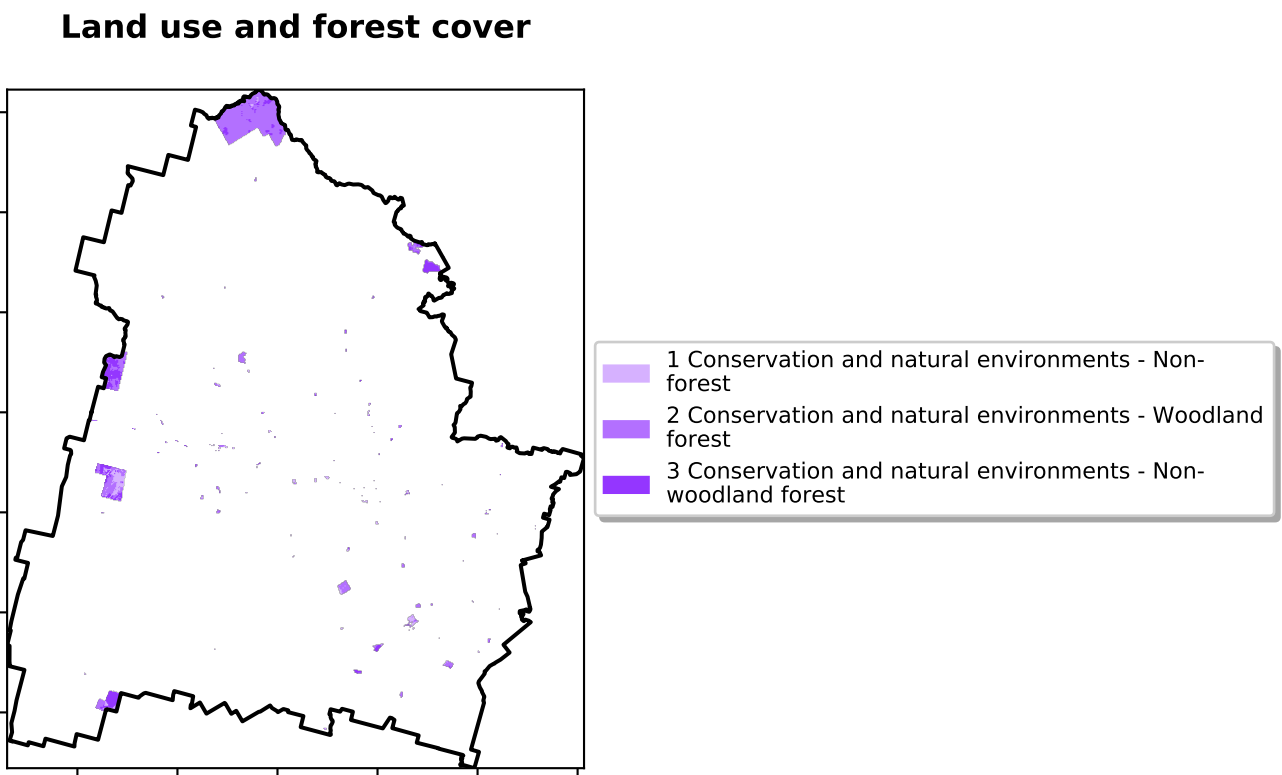 Land use and forest cover
1 Conservation and natural environments - Non-
forest
2 Conservation and natural environments - Woodland
forest
3 Conservation and natural environments - Non-
woodland forest